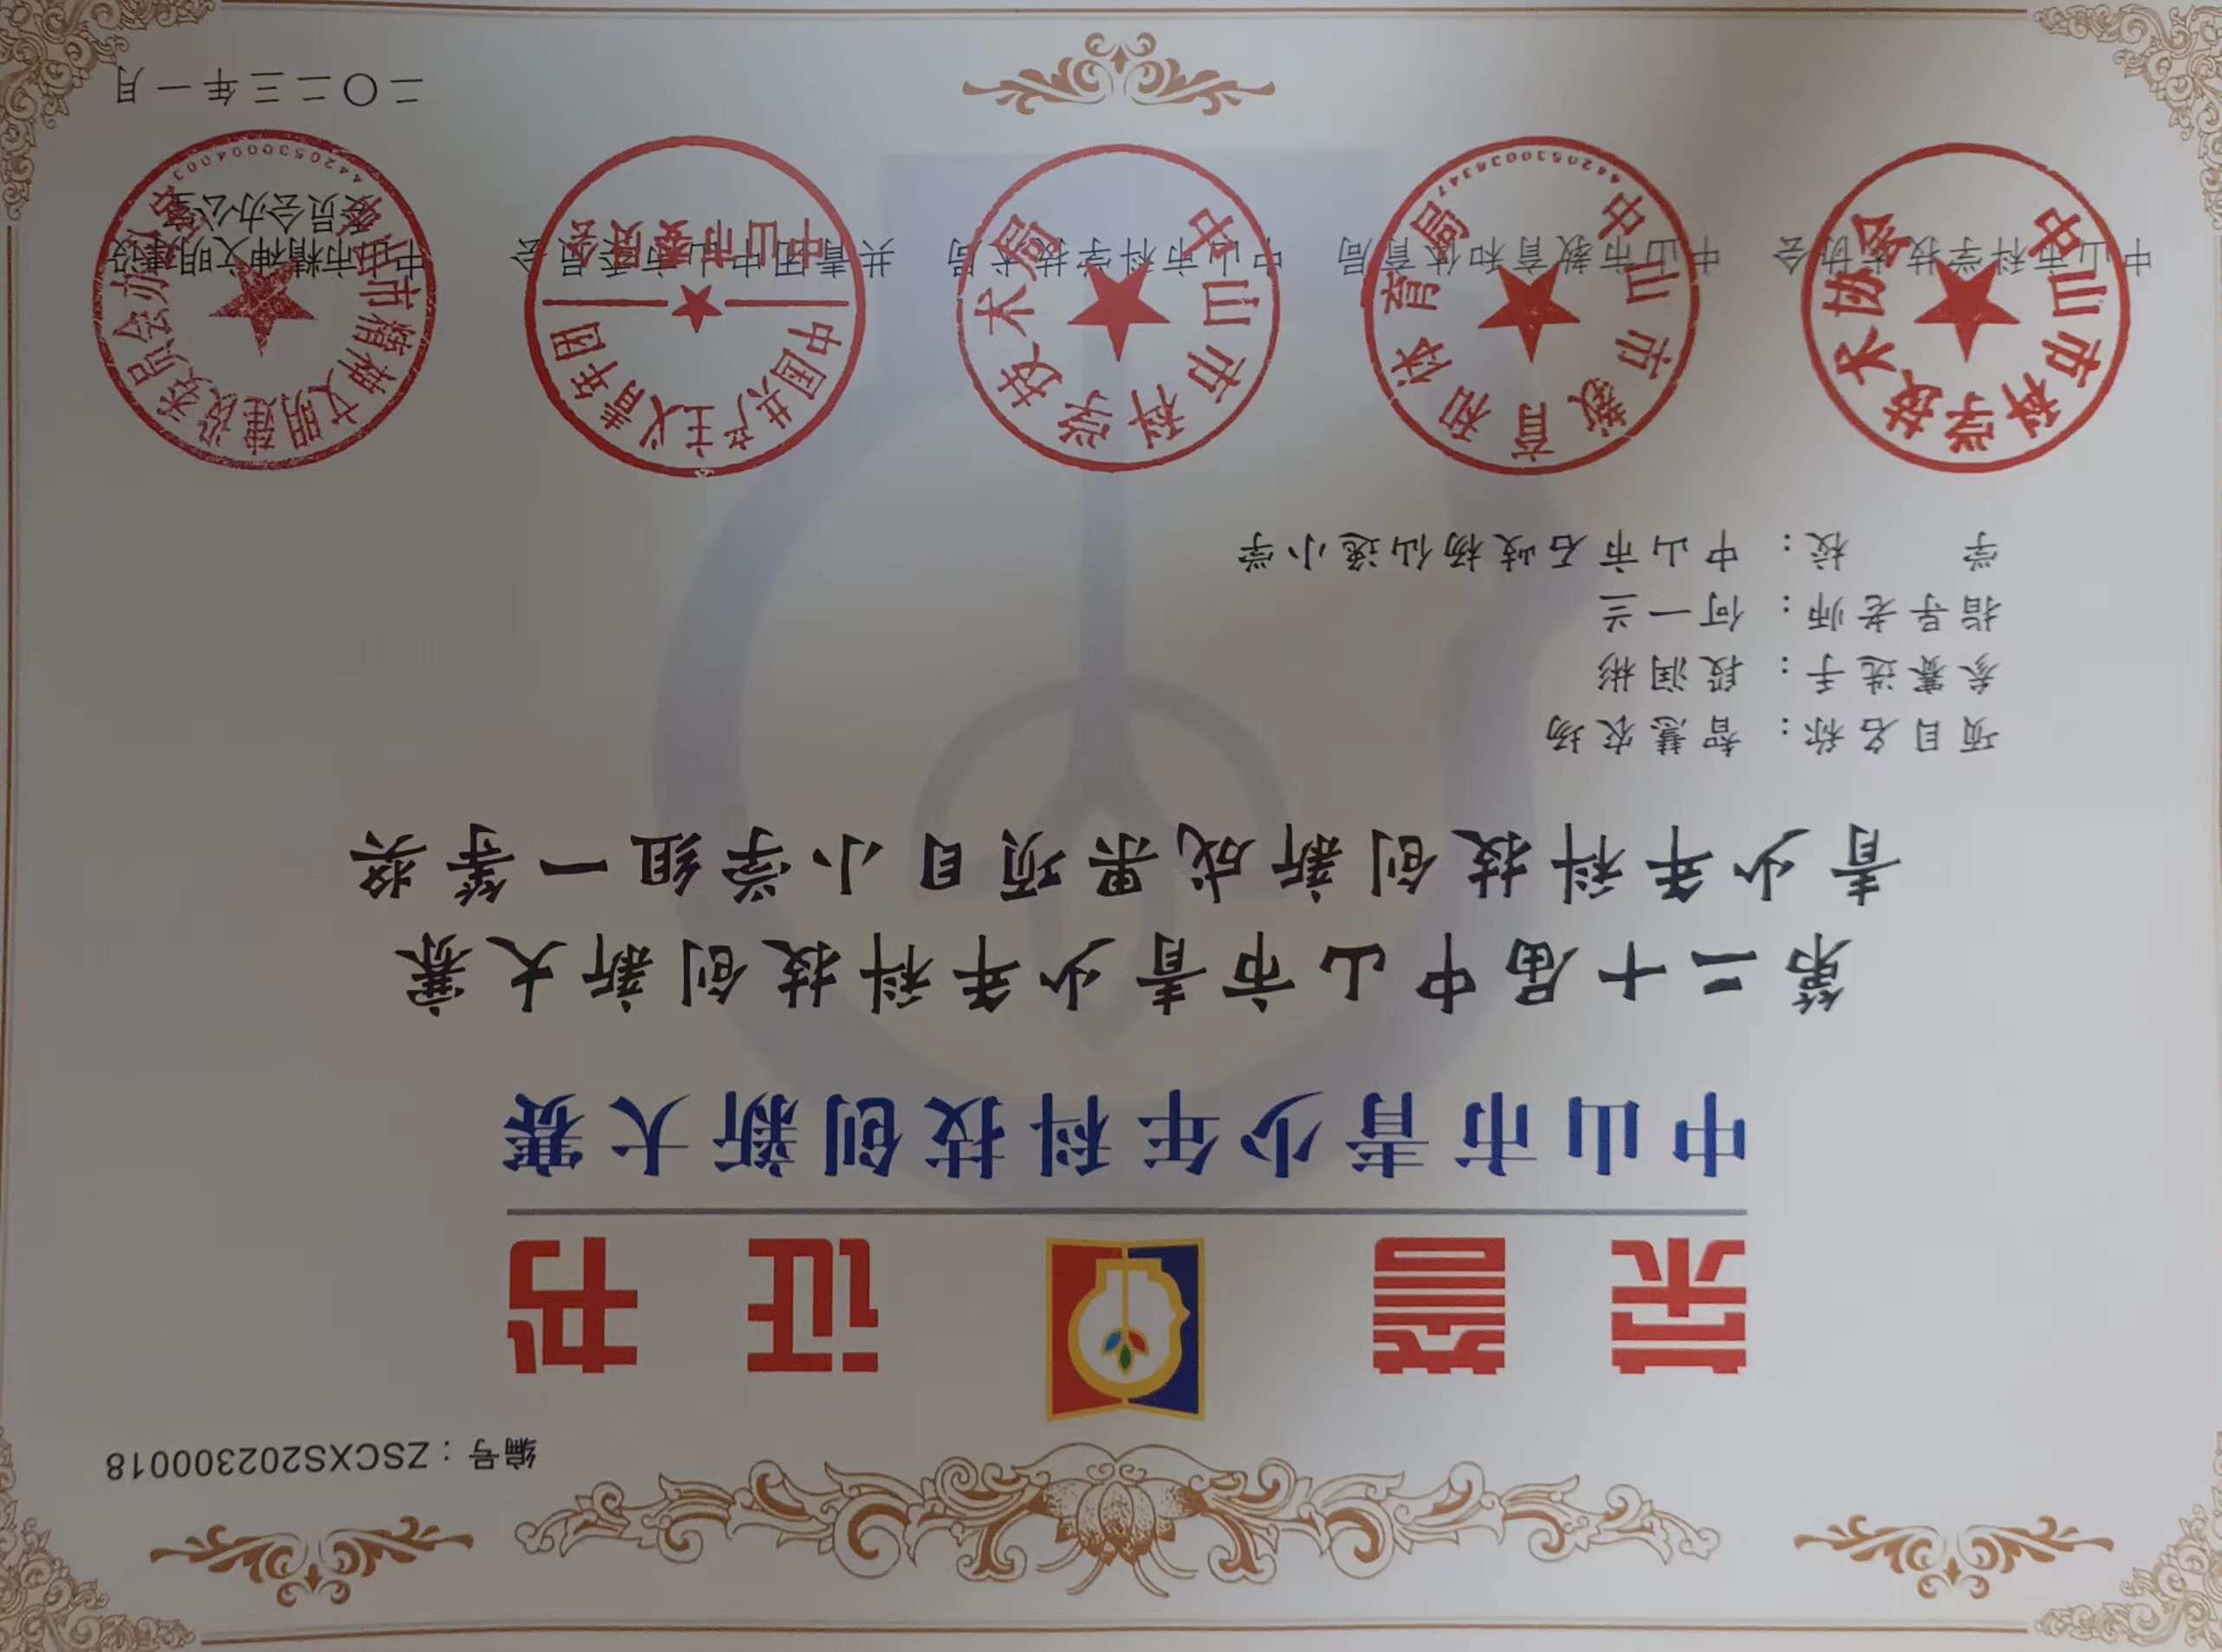 编号：ZSCXS202300018
荣誉证书
中山市青少年科技创新大赛
第二十届中山市青少年科技创新大赛
青少年科技创新成果项目小学组一等奖
项目名称：智慧农场
参赛选手：段润彬
指导老师：何一兰
学校：中山市石岐杨仙逸小学
中山市科学技术协会
中山市教育和体育局
4420530036347
中山市科学技术局
中国共产主义青年团
中山市委员会
中山市精神文明建设委员会办公室
中山市科学技术协会 中山市教育和体育局 中山市科学技术局 共青团中山市委员会 中山市精神文明建设
委员会办公室
二〇二三年一月